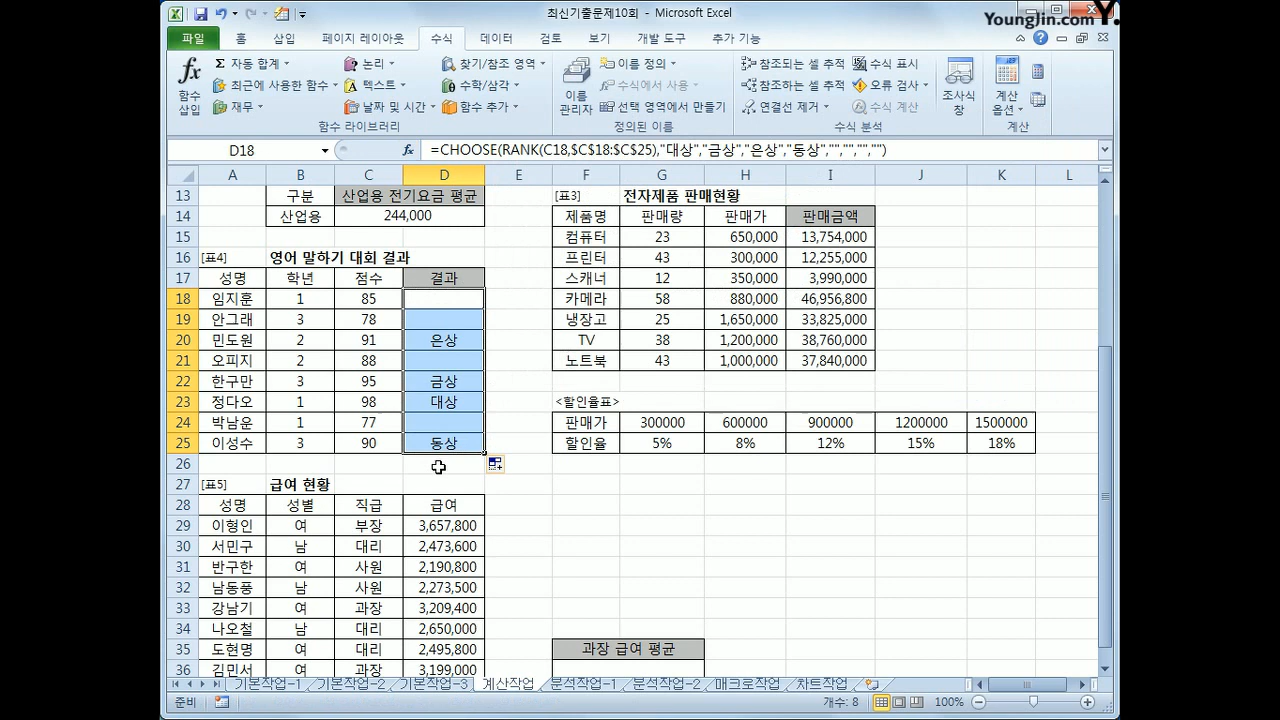 최신기출문제10회 - Microsoft Excel
YoungJin.com Y.
파일 홈 삽입 페이지 레이아웃 수식 데이터 검토 보기 개발 도구 추가 기능
fx 함수 삽입
Σ 자동 합계
최근에 사용한 함수
재무
논리
텍스트
날짜 및 시간
찾기/참조 영역
수학/삼각
함수 추가
함수 라이브러리
이름 관리자
이름 정의
수식에서 사용
선택 영역에서 만들기
정의된 이름
참조되는 셀 추적
참조하는 셀 추적
연결선 제거
수식 표시
오류 검사
수식 계산
조사식 창
수식 분석
계산 옵션
계산
D18 fx =CHOOSE(RANK(C18,$C$18:$C$25),"대상","금상","은상","동상","","","","")
A B C D E F G H I J K L
13 구분 산업용 전기요금 평균 [표3] 전자제품 판매현황
14 산업용 244,000 제품명 판매량 판매가 판매금액
15 컴퓨터 23 650,000 13,754,000
16 [표4] 영어 말하기 대회 결과 프린터 43 300,000 12,255,000
17 성명 학년 점수 결과 스캐너 12 350,000 3,990,000
18 임지훈 1 85 카메라 58 880,000 46,956,800
19 안그래 3 78 냉장고 25 1,650,000 33,825,000
20 민도원 2 91 은상 TV 38 1,200,000 38,760,000
21 오피지 2 88 노트북 43 1,000,000 37,840,000
22 한구만 3 95 금상
23 정다오 1 98 대상 <할인율표>
24 박남운 1 77 판매가 300000 600000 900000 1200000 1500000
25 이성수 3 90 동상 할인율 5% 8% 12% 15% 18%
26
27 [표5] 급여 현황
28 성명 성별 직급 급여
29 이형인 여 부장 3,657,800
30 서민구 남 대리 2,473,600
31 반구한 여 사원 2,190,800
32 남동풍 남 사원 2,273,500
33 강남기 여 과장 3,209,400
34 나오철 남 대리 2,650,000
35 도현명 여 대리 2,495,800 과장 급여 평균
36 김민서 여 과장 3,199,000
기본작업-1 기본작업-2 기본작업-3 계산작업 분석작업-1 분석작업-2 매크로작업 차트작업
준비 개수: 8 100%